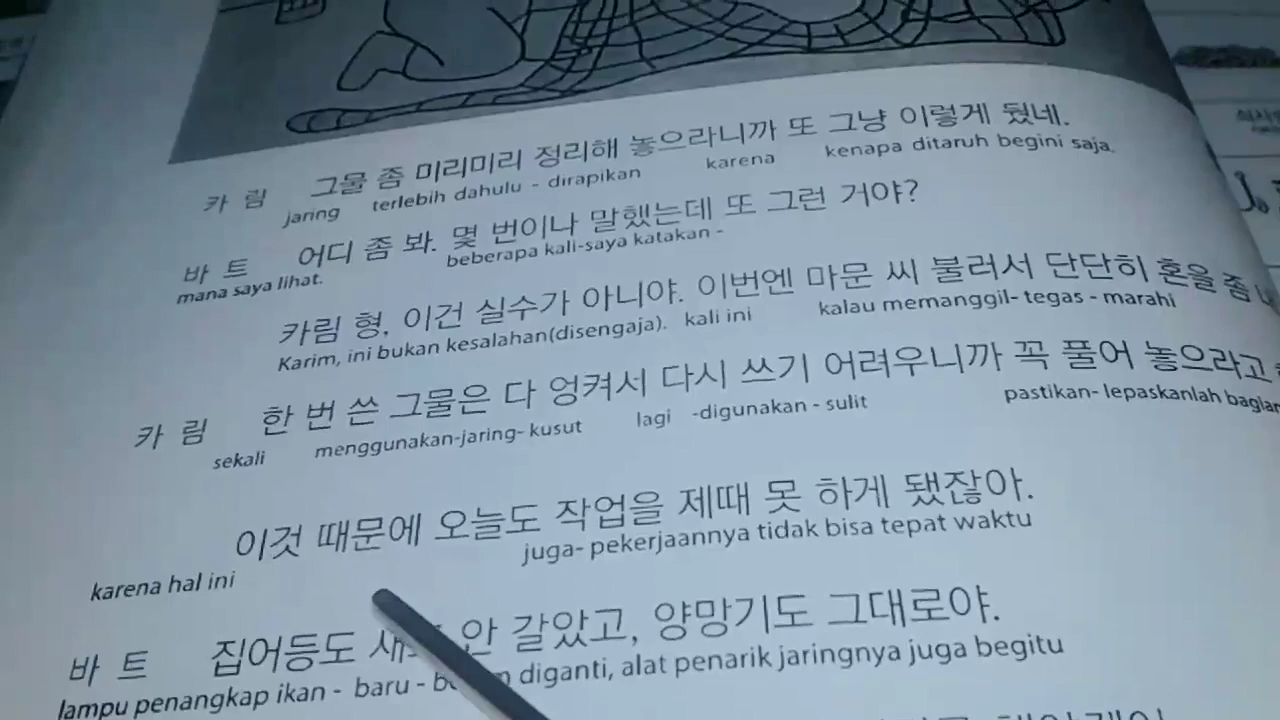 카 림 그물 좀 미리미리 정리해 놓으라니까 또 그냥 이렇게 뒀네.
jaring terlebih dahulu - dirapikan karena kenapa ditaruh begini saja.
바 트 어디 좀 봐. 몇 번이나 말했는데 또 그런 거야?
mana saya lihat. beberapa kali-saya katakan -
카림 형, 이건 실수가 아니야. 이번엔 마문 씨 불러서 단단히 혼을 좀
Karim, ini bukan kesalahan(disengaja). kali ini kalau memanggil- tegas - marahi
카 림 한 번 쓴 그물은 다 엉켜서 다시 쓰기 어려우니까 꼭 풀어 놓으라고
sekali menggunakan-jaring- kusut lagi -digunakan - sulit pastikan- lepaskanlah
이것 때문에 오늘도 작업을 제때 못 하게 됐잖아.
karena hal ini juga- pekerjaannya tidak bisa tepat waktu
바 트 집어등도 안 갈았고, 양망기도 그대로야.
lampu penangkap ikan - baru - diganti, alat penarik jaringnya juga begitu